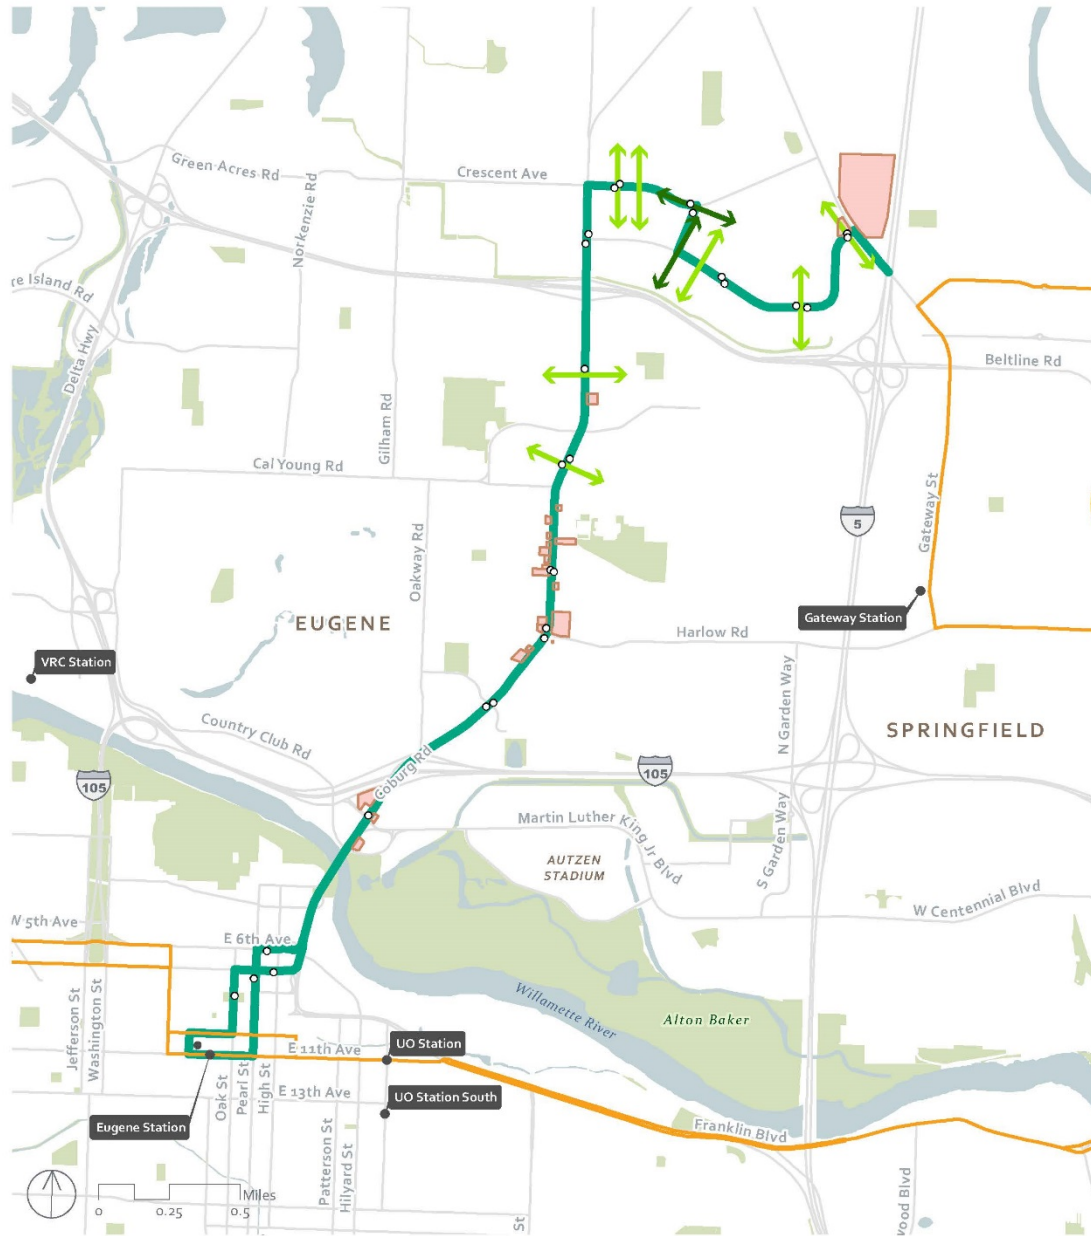 Green Acres Rd
Crescent Ave
Norkenzie Rd
re Island Rd
Delta Hwy
Beltline Rd
Gilham Rd
Cal Young Rd
Oakway Rd
5
Gateway St
EUGENE
Gateway Station
Harlow Rd
VRC Station
N Garden Way
Country Club Rd
SPRINGFIELD
Coburg Rd
105
105
Martin Luther King Jr Blvd
S Garden Way
AUTZEN
STADIUM
W Centennial Blvd
W 5th Ave
E 6th Ave
Willamette River
Alton Baker
Jefferson St
Washington St
E 11th Ave
UO Station
Oak St
Pearl St
High St
E 13th Ave
UO Station South
Eugene Station
Franklin Blvd
Patterson St
Hilyard St
St
wood Blvd
Miles
0
0.25
0.5